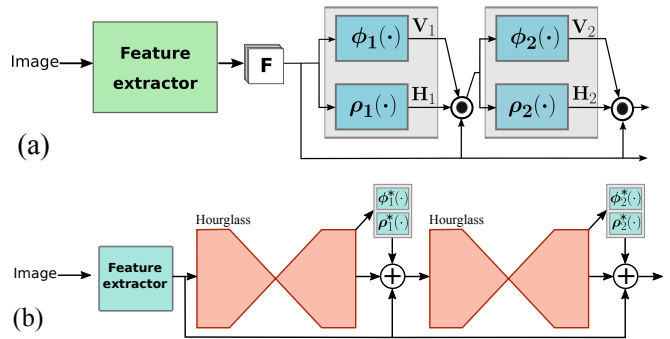 Image
Feature
extractor
F
ϕ₁(·)
V₁
ρ₁(·)
H₁
ϕ₂(·)
V₂
ρ₂(·)
H₂
(a)
Image
Feature
extractor
Hourglass
ϕ₁*(·)
ρ₁*(·)
Hourglass
ϕ₂*(·)
ρ₂*(·)
(b)